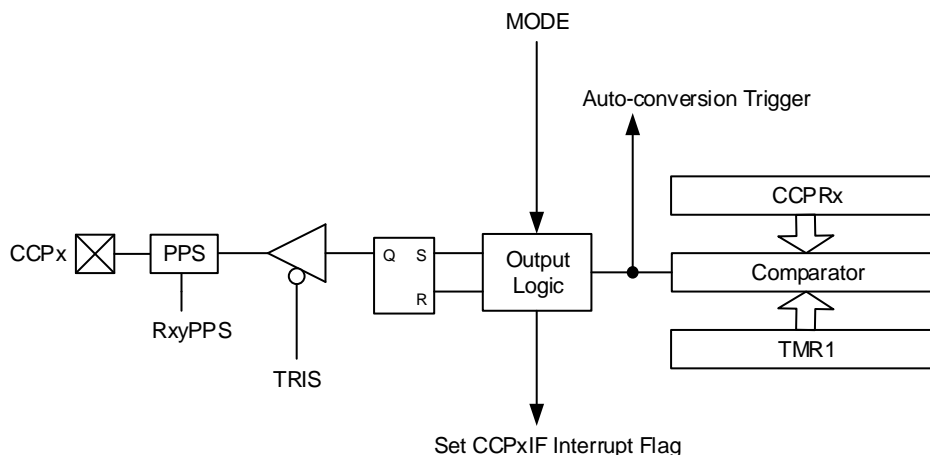 MODE
Auto-conversion Trigger
CCPRx
CCPx
PPS
Q
S
R
Output
Logic
Comparator
RxyPPS
TRIS
TMR1
Set CCPxIF Interrupt Flag